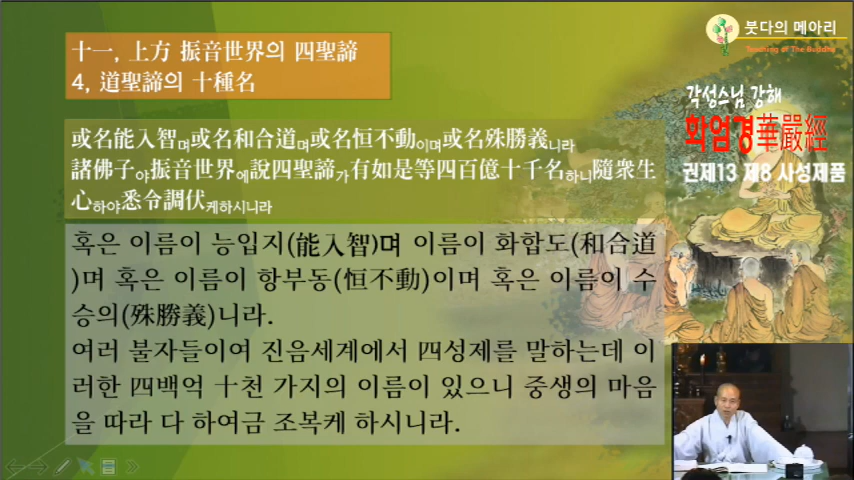 十一, 上方 振音世界의 四聖諦
4, 道聖諦의 十種名
或名能入智며或名和合道며或名恒不動이며或名殊勝義니라
諸佛子야振音世界에說四聖諦가有如是等四百億十千名하니隨衆生
心하야悉令調伏케하시니라
혹은 이름이 능입지(能入智)며 이름이 화합도(和合道
)며 혹은 이름이 항부동(恒不動)이며 혹은 이름이 수
승의(殊勝義)니라.
여러 불자들이여 진음세계에서 四성제를 말하는데 이
러한 四백억 十천 가지의 이름이 있으니 중생의 마음
을 따라 다 하여금 조복케 하시니라.
붓다의 메아리
Teaching of The Buddha
각성스님 강해
화엄경華嚴經
권제13 제8 사성제품